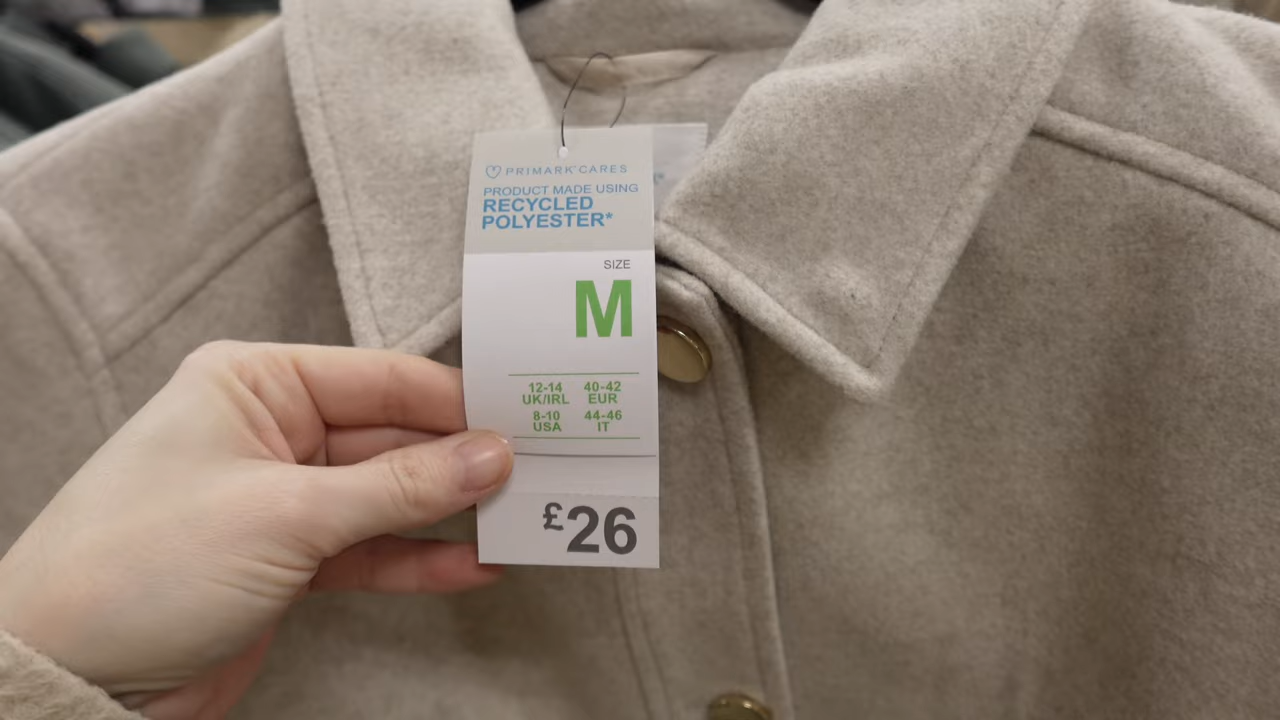 PRIMARK CARES
PRODUCT MADE USING
RECYCLED
POLYESTER*
SIZE
M
12-14 40-42
UK/IRL EUR
8-10 44-46
USA IT
£26